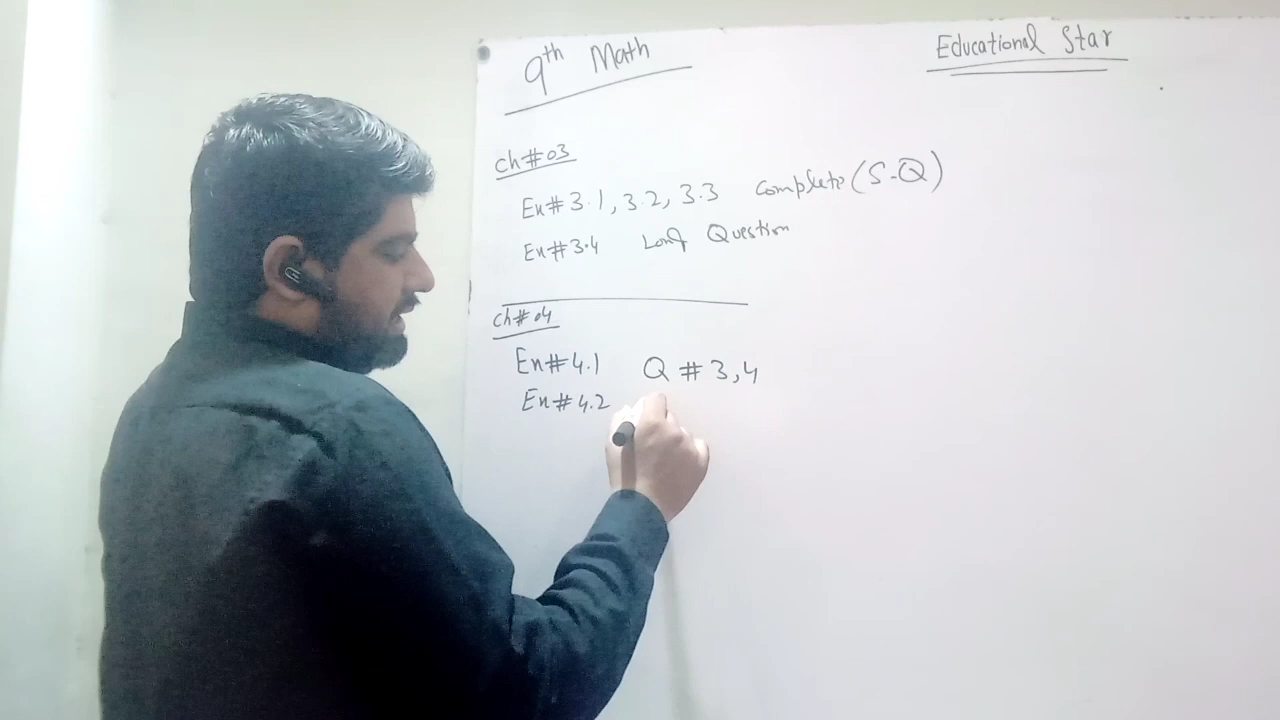 9th Math
Educational Star
Ch#03
Ex#3.1, 3.2, 3.3 Complete (S-Q)
Ex#3.4 Long Question
Ch#04
Ex#4.1 Q#3,4
Ex#4.2